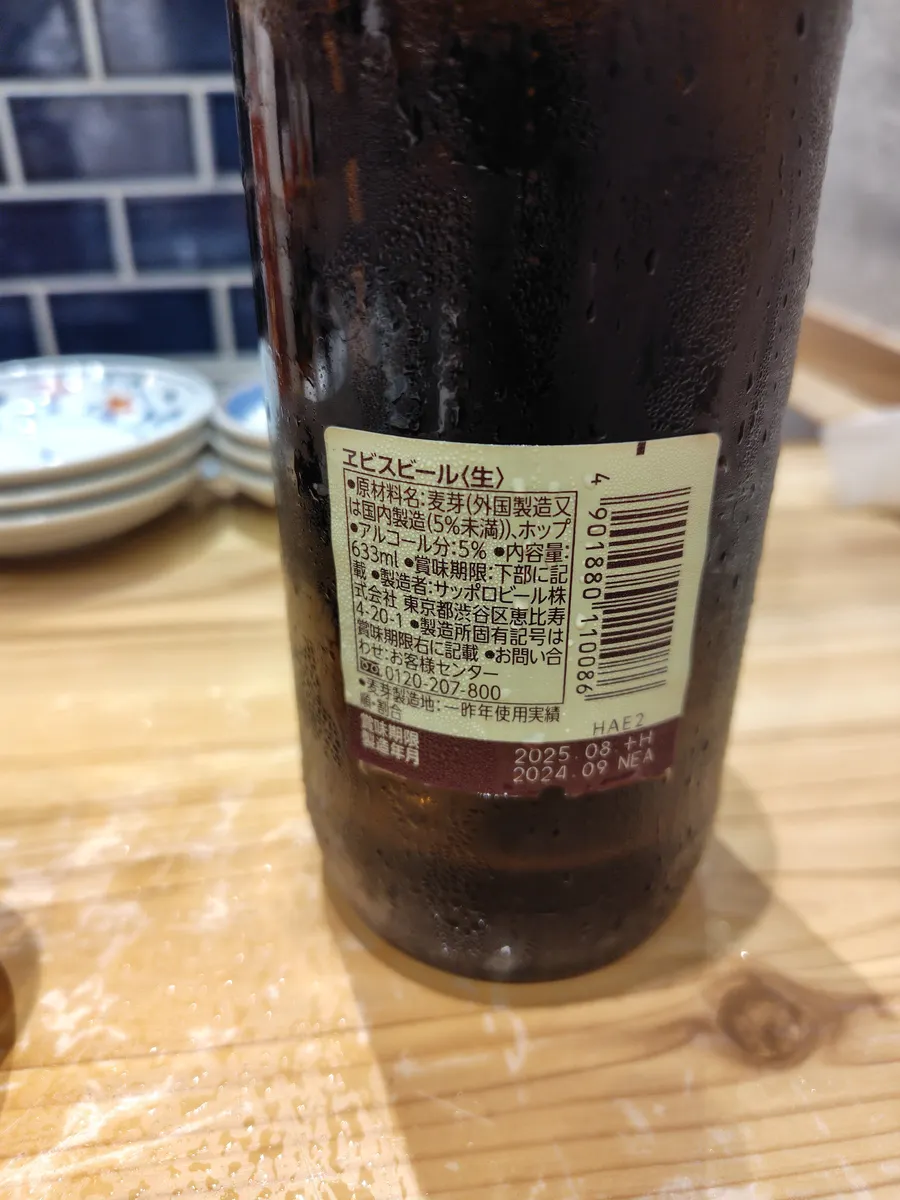 ヱビスビール〈生〉
●原材料名:麦芽(外国製造又
は国内製造(5%未満))、ホップ
●アルコール分:5% ●内容量:
633ml ●賞味期限:下部に記
載 ●製造者:サッポロビール株
式会社 東京都渋谷区恵比寿
4-20-1 ●製造所固有記号は
賞味期限右に記載 ●お問い合
わせ:お客様センター
0120-207-800
●麦芽製造地:一昨年使用実績
順・割合
賞味期限
製造年月
HAE2
2025.08 +H
2024.09 NEA
4 901880 110086